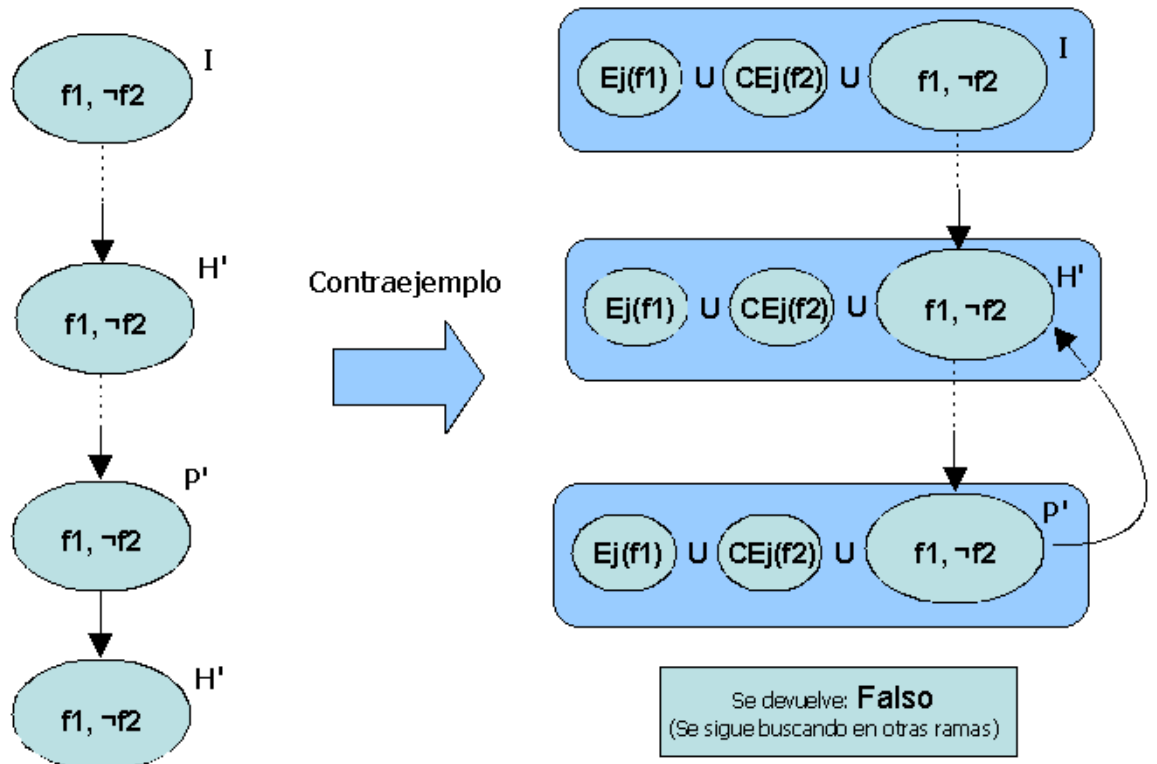 I
f1, ¬f2
H'
f1, ¬f2
P'
f1, ¬f2
H'
f1, ¬f2
Contraejemplo
I
Ej(f1) U CEj(f2) U f1, ¬f2
H'
Ej(f1) U CEj(f2) U f1, ¬f2
P'
Ej(f1) U CEj(f2) U f1, ¬f2
Se devuelve: Falso
(Se sigue buscando en otras ramas)